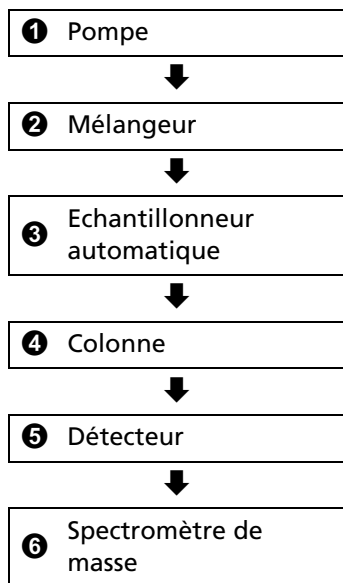 ❶ Pompe
❷ Mélangeur
❸ Echantillonneur
automatique
❹ Colonne
❺ Détecteur
❻ Spectromètre de
masse